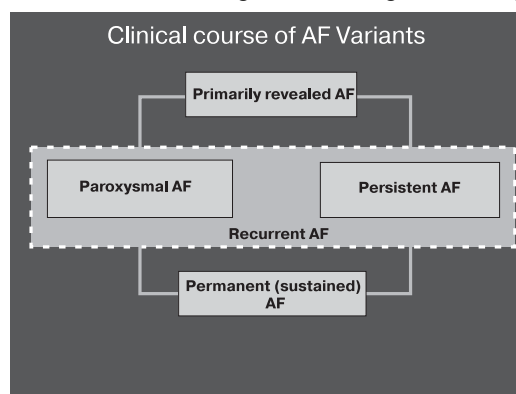 Clinical course of AF Variants
Primarily revealed AF
Paroxysmal AF
Persistent AF
Recurrent AF
Permanent (sustained)
AF